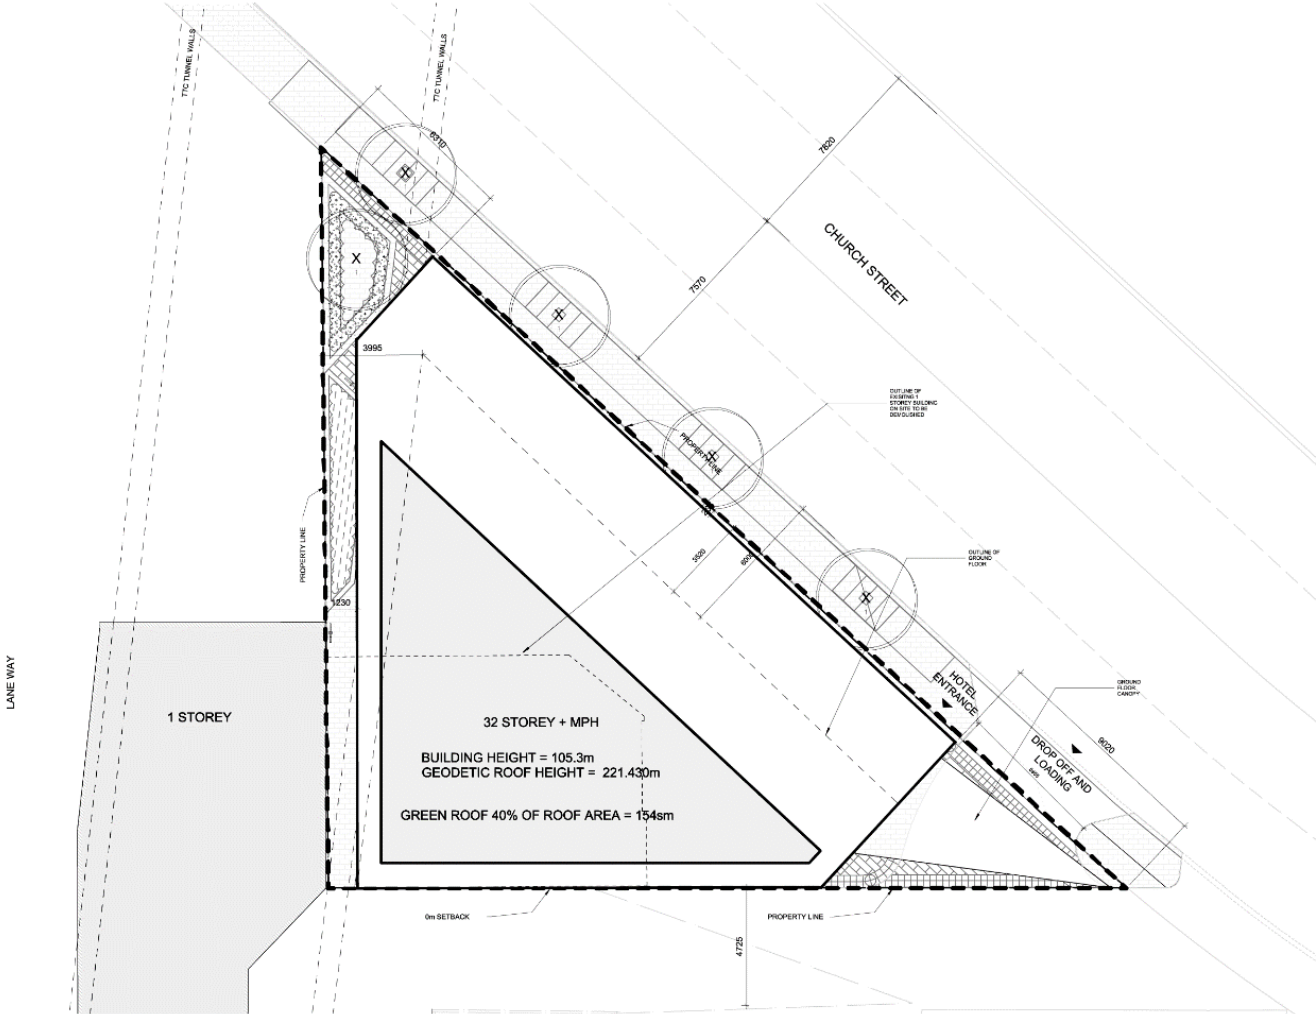 TTC TUNNEL WALLS
TTC TUNNEL WALLS
6310
7820
CHURCH STREET
7570
3995
OUTLINE OF
EXISITNG 1
STOREY BUILDING
ON SITE TO BE
DEMOLISHED
PROPERTY LINE
PROPERTY LINE
3520
OUTLINE OF
GROUND
FLOOR
1230
LANE WAY
1 STOREY
HOTEL
ENTRANCE
GROUND
FLOOR
CANOPY
32 STOREY + MPH
BUILDING HEIGHT = 105.3m
GEODETIC ROOF HEIGHT = 221.430m
GREEN ROOF 40% OF ROOF AREA = 154sm
DROP OFF AND
LOADING
9020
0m SETBACK
PROPERTY LINE
4725